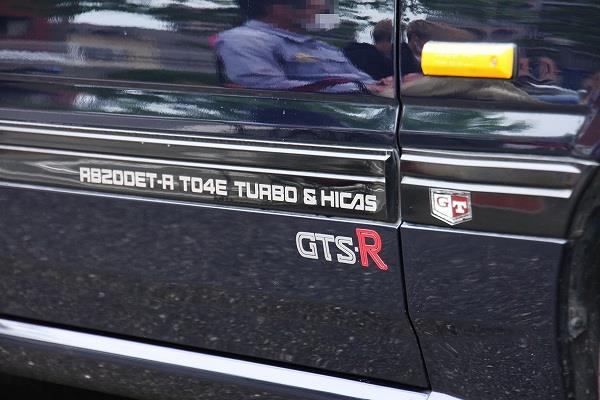 RB20DET-R TO4E TURBO & HICAS
GTS-R
GT